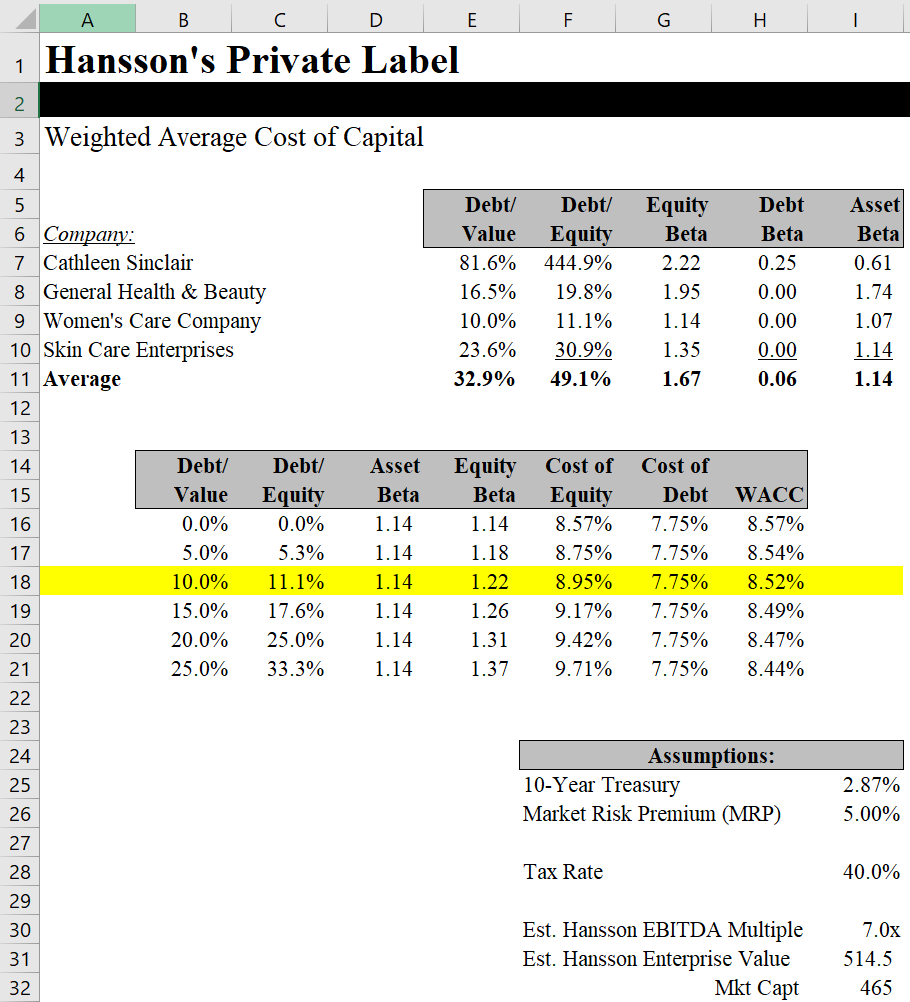 A B C D E F G H I
1 Hansson's Private Label
2
3 Weighted Average Cost of Capital
4
5 Debt/ Debt/ Equity Debt Asset
6 Company: Value Equity Beta Beta Beta
7 Cathleen Sinclair 81.6% 444.9% 2.22 0.25 0.61
8 General Health & Beauty 16.5% 19.8% 1.95 0.00 1.74
9 Women's Care Company 10.0% 11.1% 1.14 0.00 1.07
10 Skin Care Enterprises 23.6% 30.9% 1.35 0.00 1.14
11 Average 32.9% 49.1% 1.67 0.06 1.14
12
13
14 Debt/ Debt/ Asset Equity Cost of Cost of
15 Value Equity Beta Beta Equity Debt WACC
16 0.0% 0.0% 1.14 1.14 8.57% 7.75% 8.57%
17 5.0% 5.3% 1.14 1.18 8.75% 7.75% 8.54%
18 10.0% 11.1% 1.14 1.22 8.95% 7.75% 8.52%
19 15.0% 17.6% 1.14 1.26 9.17% 7.75% 8.49%
20 20.0% 25.0% 1.14 1.31 9.42% 7.75% 8.47%
21 25.0% 33.3% 1.14 1.37 9.71% 7.75% 8.44%
22
23
24 Assumptions:
25 10-Year Treasury 2.87%
26 Market Risk Premium (MRP) 5.00%
27
28 Tax Rate 40.0%
29
30 Est. Hansson EBITDA Multiple 7.0x
31 Est. Hansson Enterprise Value 514.5
32 Mkt Capt 465